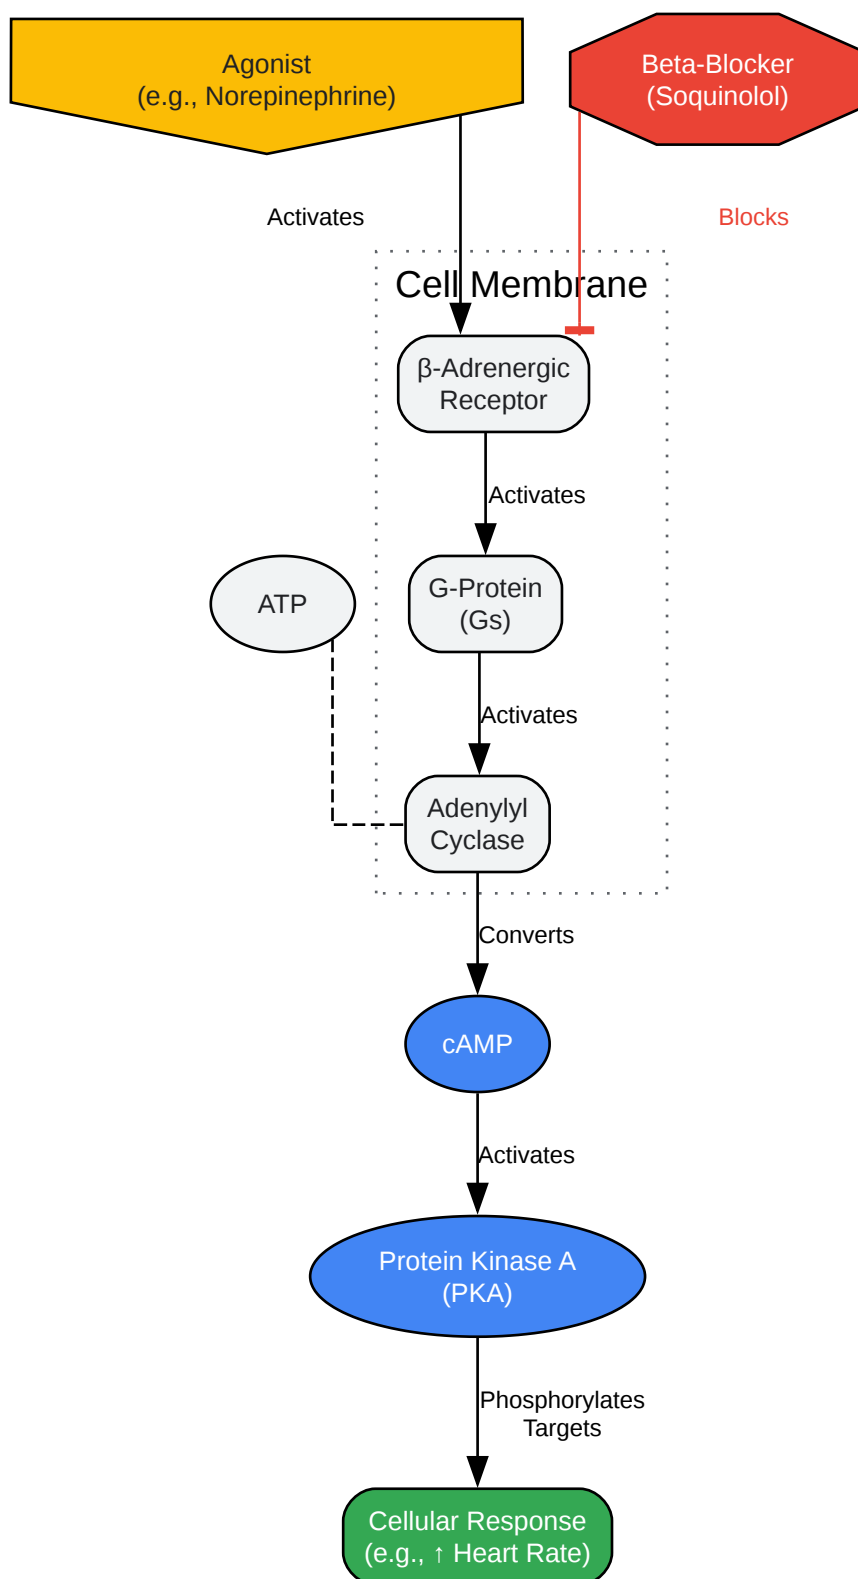 Agonist
(e.g., Norepinephrine)
Beta-Blocker
(Soquinolol)
Activates
Blocks
Cell Membrane
β-Adrenergic
Receptor
Activates
ATP
G-Protein
(Gs)
Activates
Adenylyl
Cyclase
Converts
cAMP
Activates
Protein Kinase A
(PKA)
Phosphorylates
Targets
Cellular Response
(e.g., ↑ Heart Rate)